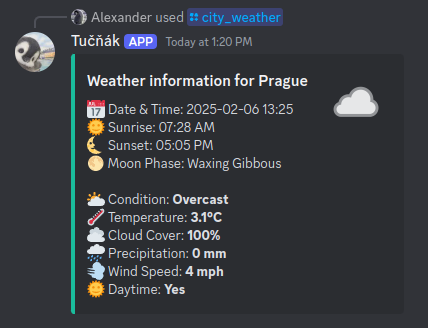 Alexander used city_weather
Tučňák APP Today at 1:20 PM
Weather information for Prague
JUL 17 Date & Time: 2025-02-06 13:25
Sunrise: 07:28 AM
Sunset: 05:05 PM
Moon Phase: Waxing Gibbous
Condition: Overcast
Temperature: 3.1°C
Cloud Cover: 100%
Precipitation: 0 mm
Wind Speed: 4 mph
Daytime: Yes